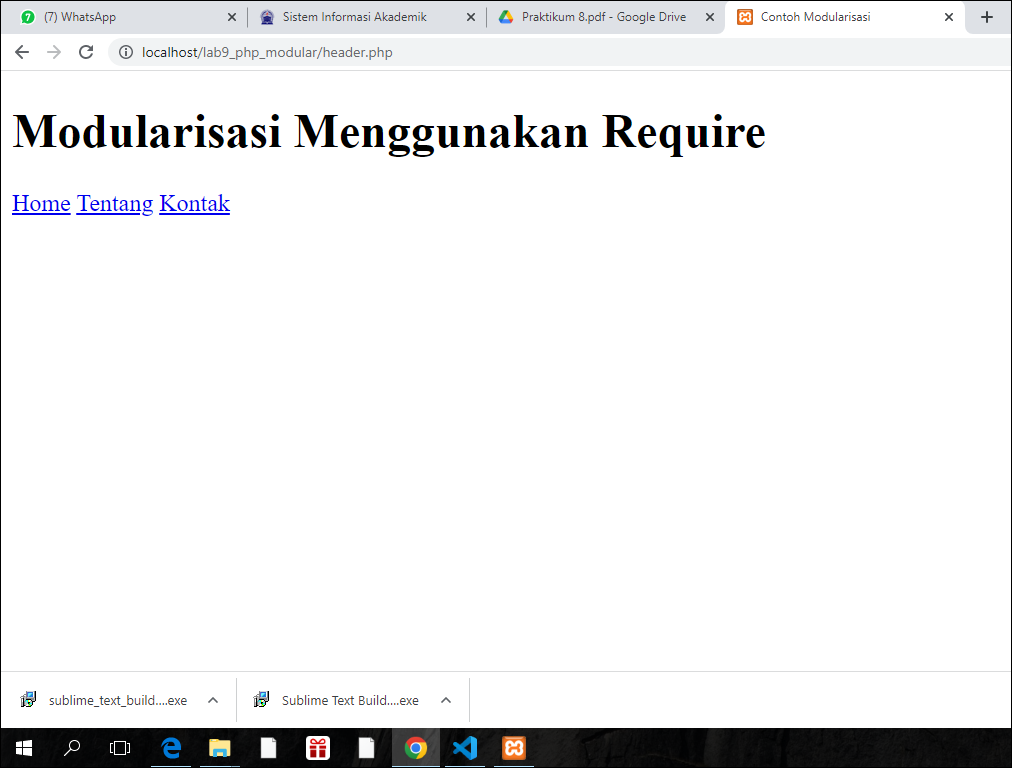 (7) WhatsApp
Sistem Informasi Akademik
Praktikum 8.pdf - Google Drive
Contoh Modularisasi
localhost/lab9_php_modular/header.php
Modularisasi Menggunakan Require
Home Tentang Kontak
sublime_text_build....exe
Sublime Text Build....exe